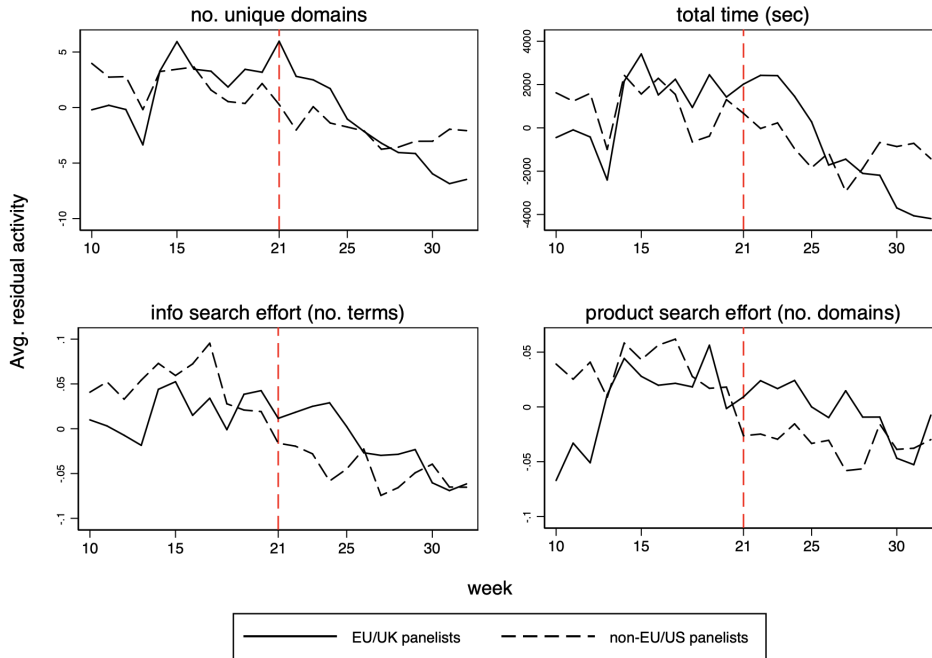 no. unique domains
total time (sec)
5
0
-5
-10
10 15 21 25 30
4000
2000
0
-2000
-4000
10 15 21 25 30
Avg. residual activity
info search effort (no. terms)
product search effort (no. domains)
.1
.05
0
-.05
-.1
10 15 21 25 30
.05
0
-.05
-.1
10 15 21 25 30
week
EU/UK panelists non-EU/US panelists